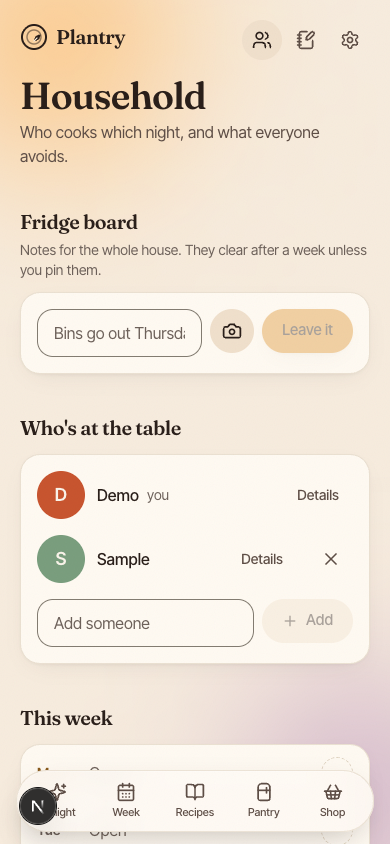 Plantry
Household
Who cooks which night, and what everyone
avoids.
Fridge board
Notes for the whole house. They clear after a week unless
you pin them.
Bins go out Thursda
Leave it
Who's at the table
D
Demo you
Details
S
Sample
Details
Add someone
+ Add
This week
Week
Recipes
Pantry
Shop
N
Tue Open